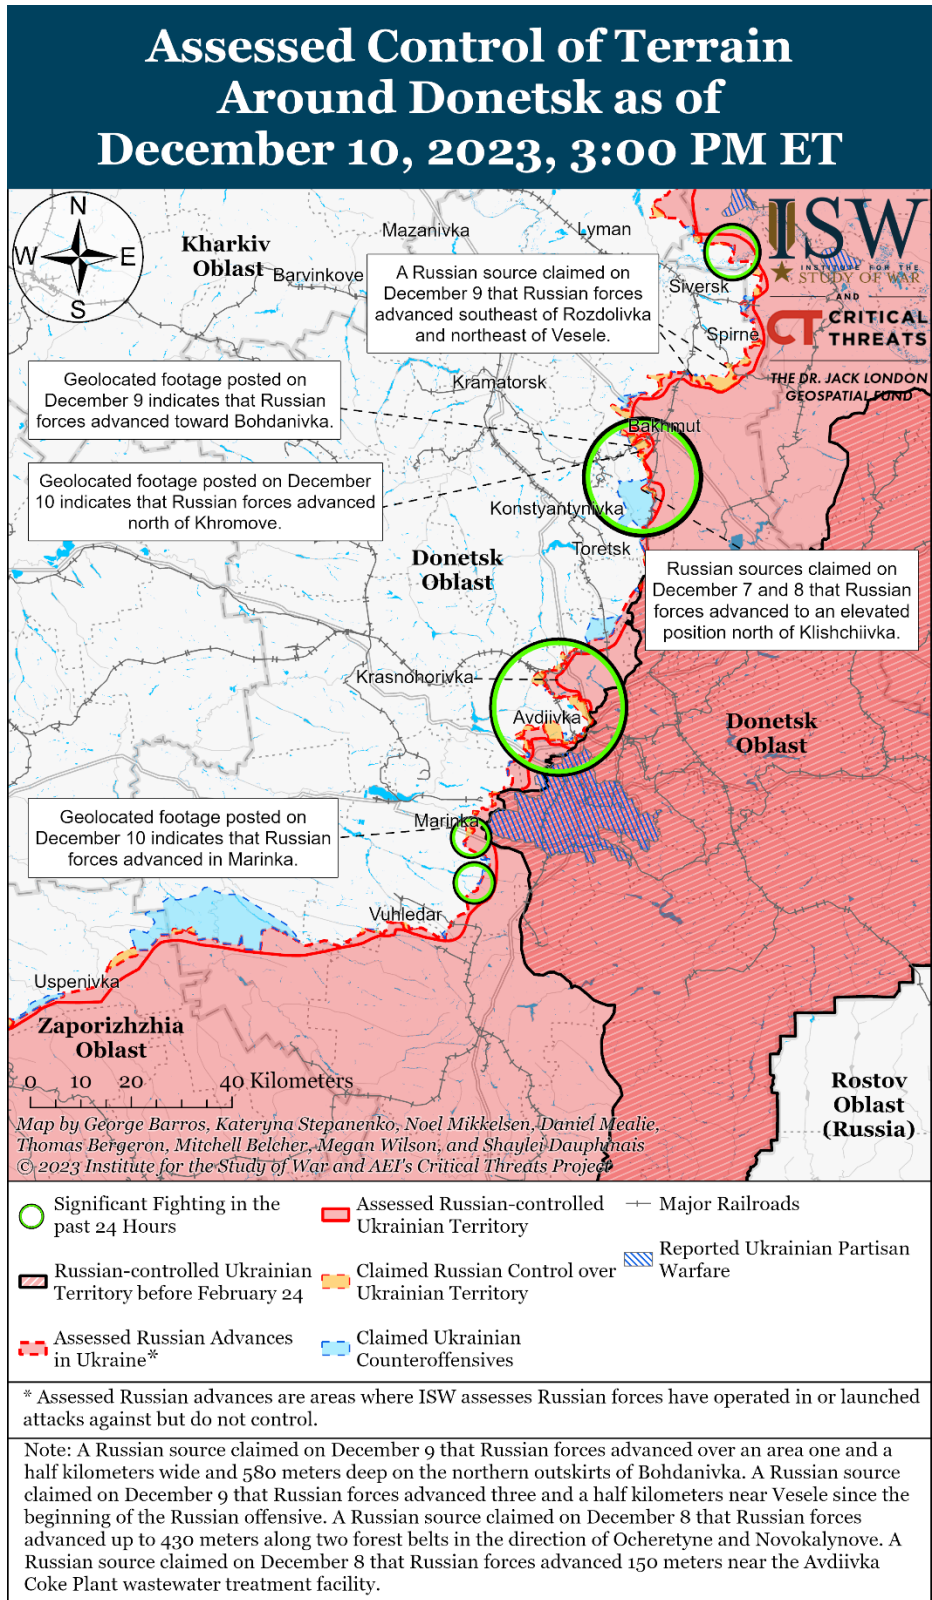 Assessed Control of Terrain
Around Donetsk as of
December 10, 2023, 3:00 PM ET
N
W
E
S
Kharkiv
Oblast
Mazanivka
Lyman
Barvinkove
ISW
INSTITUTE FOR THE
STUDY OF WAR
AND
CT CRITICAL
THREATS
THE DR. JACK LONDON
GEOSPATIAL FUND
A Russian source claimed on
December 9 that Russian forces
advanced southeast of Rozdolivka
and northeast of Vesele.
Siversk
Spirne
Geolocated footage posted on
December 9 indicates that Russian
forces advanced toward Bohdanivka.
Kramatorsk
Bakhmut
Geolocated footage posted on December
10 indicates that Russian forces advanced
north of Khromove.
Konstyantynivka
Toretsk
Donetsk
Oblast
Russian sources claimed on
December 7 and 8 that Russian
forces advanced to an elevated
position north of Klishchiivka.
Krasnohorivka
Avdiivka
Donetsk
Oblast
Geolocated footage posted on
December 10 indicates that Russian
forces advanced in Marinka.
Marinka
Vuhledar
Uspenivka
Zaporizhzhia
Oblast
Rostov
Oblast
(Russia)
0 10 20 40 Kilometers
Map by George Barros, Kateryna Stepanenko, Noel Mikkelsen, Daniel Mealie,
Thomas Bergeron, Mitchell Belcher, Megan Wilson, and Shaylei Dauphinais
© 2023 Institute for the Study of War and AEI's Critical Threats Project
Significant Fighting in the
past 24 Hours
Assessed Russian-controlled
Ukrainian Territory
Major Railroads
Russian-controlled Ukrainian
Territory before February 24
Claimed Russian Control over
Ukrainian Territory
Reported Ukrainian Partisan
Warfare
Assessed Russian Advances
in Ukraine*
Claimed Ukrainian
Counteroffensives
* Assessed Russian advances are areas where ISW assesses Russian forces have operated in or launched
attacks against but do not control.
Note: A Russian source claimed on December 9 that Russian forces advanced over an area one and a
half kilometers wide and 580 meters deep on the northern outskirts of Bohdanivka. A Russian source
claimed on December 9 that Russian forces advanced three and a half kilometers near Vesele since the
beginning of the Russian offensive. A Russian source claimed on December 8 that Russian forces
advanced up to 430 meters along two forest belts in the direction of Ocheretyne and Novokalynove. A
Russian source claimed on December 8 that Russian forces advanced 150 meters near the Avdiivka
Coke Plant wastewater treatment facility.